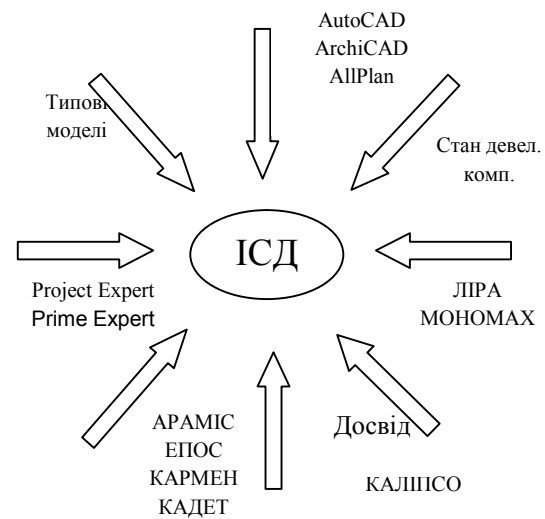 AutoCAD
ArchiCAD
AllPlan
Типові
моделі
Стан девел.
комп.
ІСД
Project Expert
Prime Expert
ЛІРА
МОНОМАХ
АРАМІС
ЕПОС
КАРМЕН
КАДЕТ
Досвід
КАЛІПСО